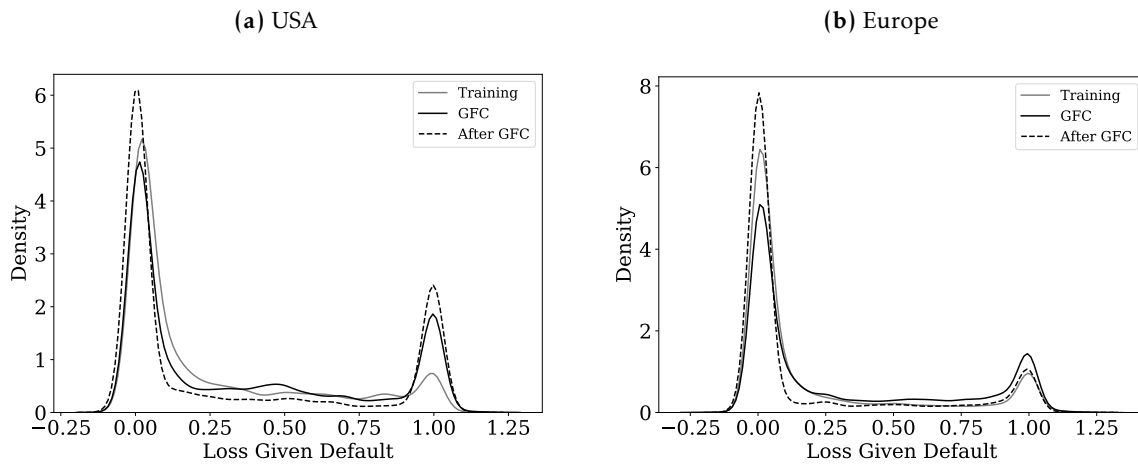 (a) USA
Density
6
5
4
3
2
1
0
Training
GFC
After GFC
−0.25 0.00 0.25 0.50 0.75 1.00 1.25
Loss Given Default
(b) Europe
Density
8
6
4
2
0
Training
GFC
After GFC
−0.25 0.00 0.25 0.50 0.75 1.00 1.25
Loss Given Default